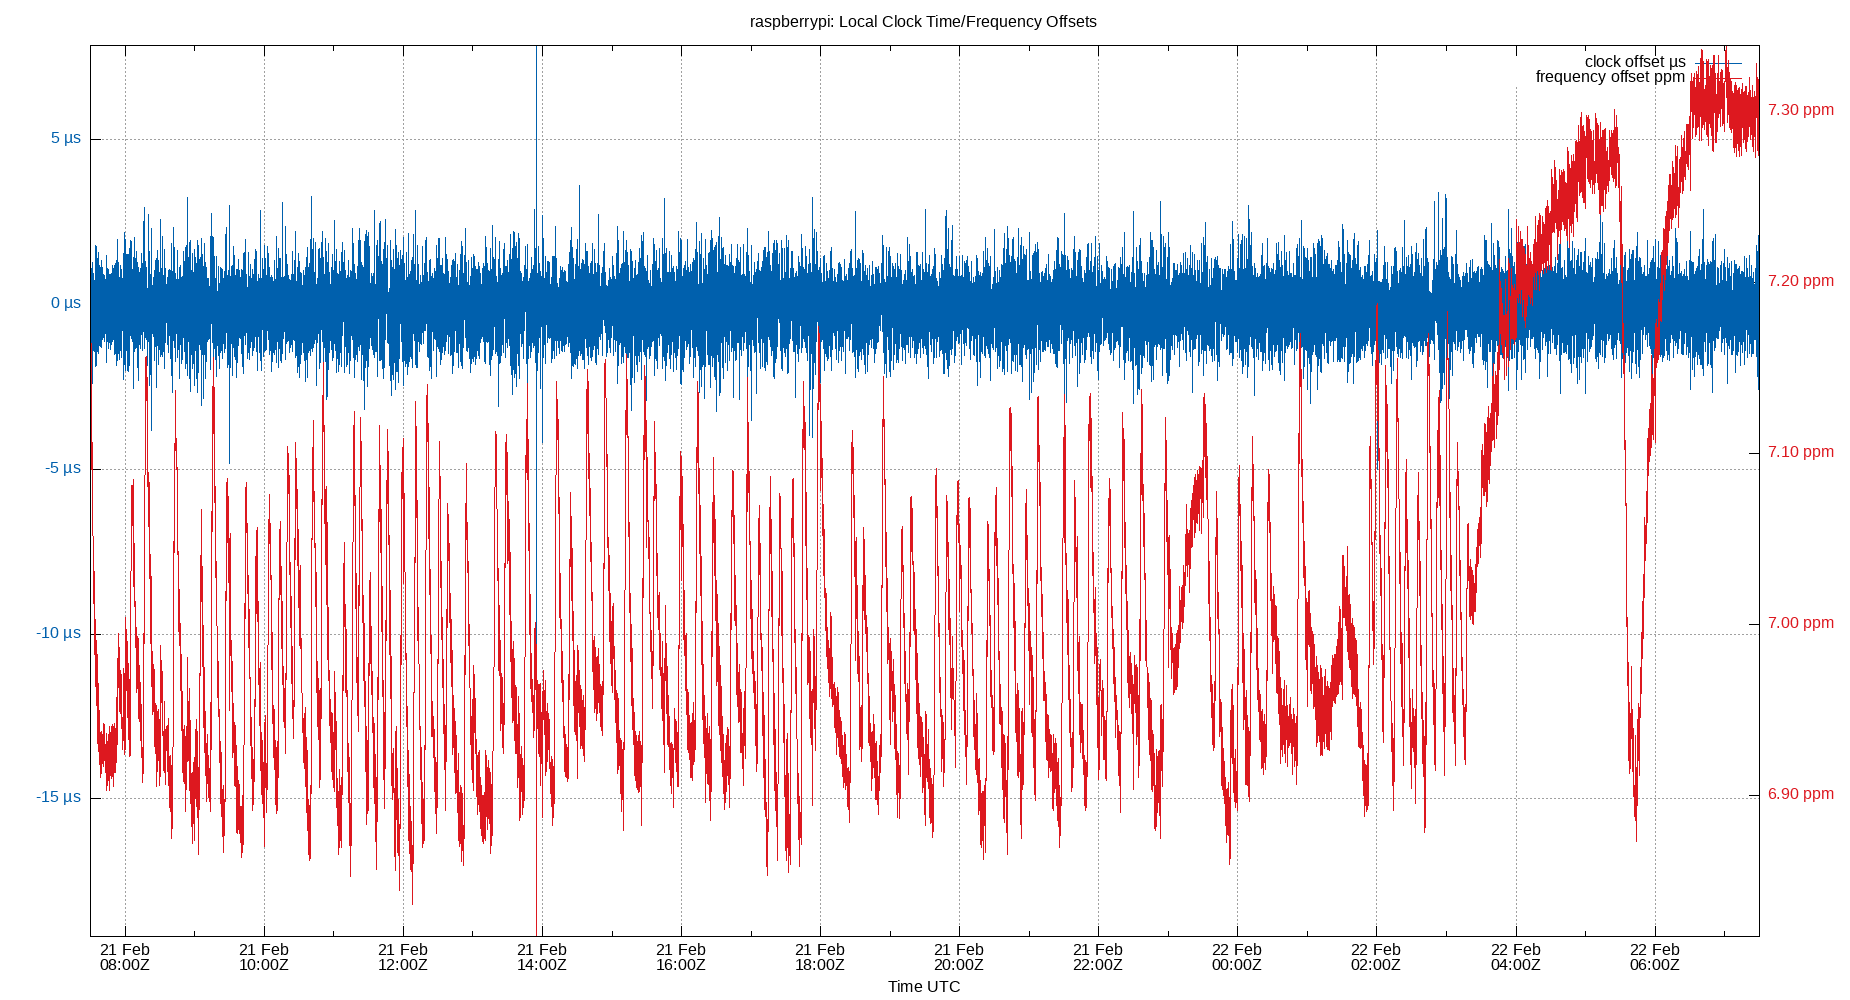 raspberrypi: Local Clock Time/Frequency Offsets
clock offset µs
frequency offset ppm
5 µs
0 µs
-5 µs
-10 µs
-15 µs
7.30 ppm
7.20 ppm
7.10 ppm
7.00 ppm
6.90 ppm
21 Feb 21 Feb 21 Feb 21 Feb 21 Feb 21 Feb 21 Feb 21 Feb 22 Feb 22 Feb 22 Feb 22 Feb
08:00Z 10:00Z 12:00Z 14:00Z 16:00Z 18:00Z 20:00Z 22:00Z 00:00Z 02:00Z 04:00Z 06:00Z
Time UTC